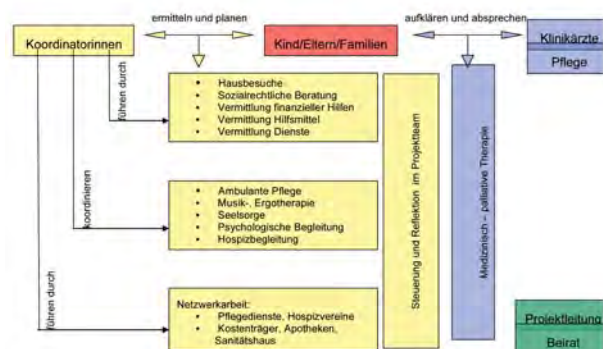 ermitteln und planen
aufklären und absprechen
Koordinatorinnen
Kind/Eltern/Familien
Klinikärzte
Pflege
führen durch
• Hausbesuche
• Sozialrechtliche Beratung
• Vermittlung finanzieller Hilfen
• Vermittlung Hilfsmittel
• Vermittlung Dienste
koordinieren
• Ambulante Pflege
• Musik-, Ergotherapie
• Seelsorge
• Psychologische Begleitung
• Hospizbegleitung
führen durch
Netzwerkarbeit:
• Pflegedienste, Hospizvereine
• Kostenträger, Apotheken,
Sanitätshaus
Steuerung und Reflektion im Projektteam
Medizinisch – palliative Therapie
Projektleitung
Beirat